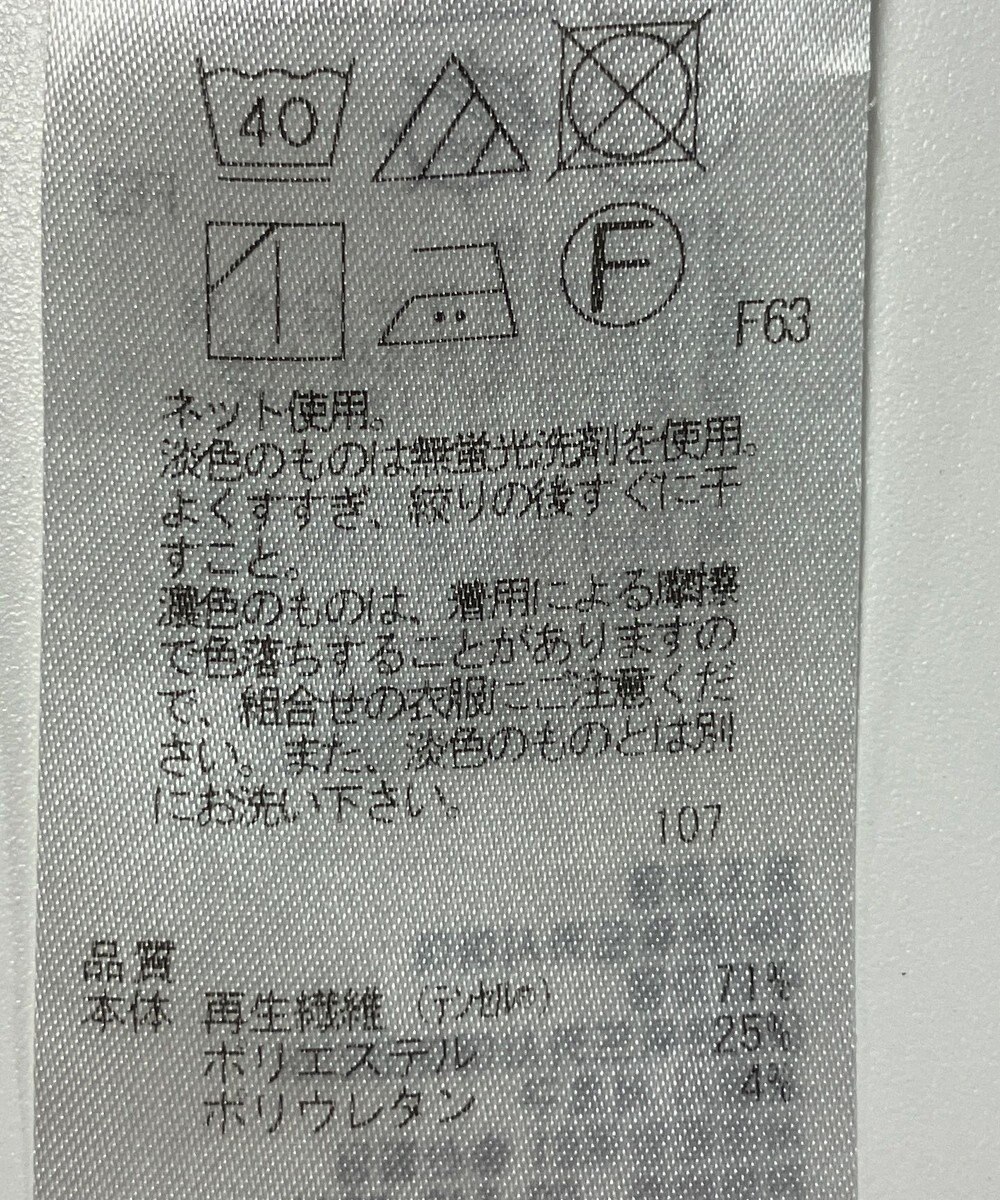 40
F
F63
ネット使用。
淡色のものは無蛍光洗剤を使用。
よくすすぎ、絞りの後すぐに干
すこと。
濃色のものは、着用による摩擦
で色落ちすることがありますの
で、組合せの衣服にご注意くだ
さい。また、淡色のものとは別
にお洗い下さい。
107
品質
本体 再生繊維 (テンセル®) 71%
ポリエステル 25%
ポリウレタン 4%